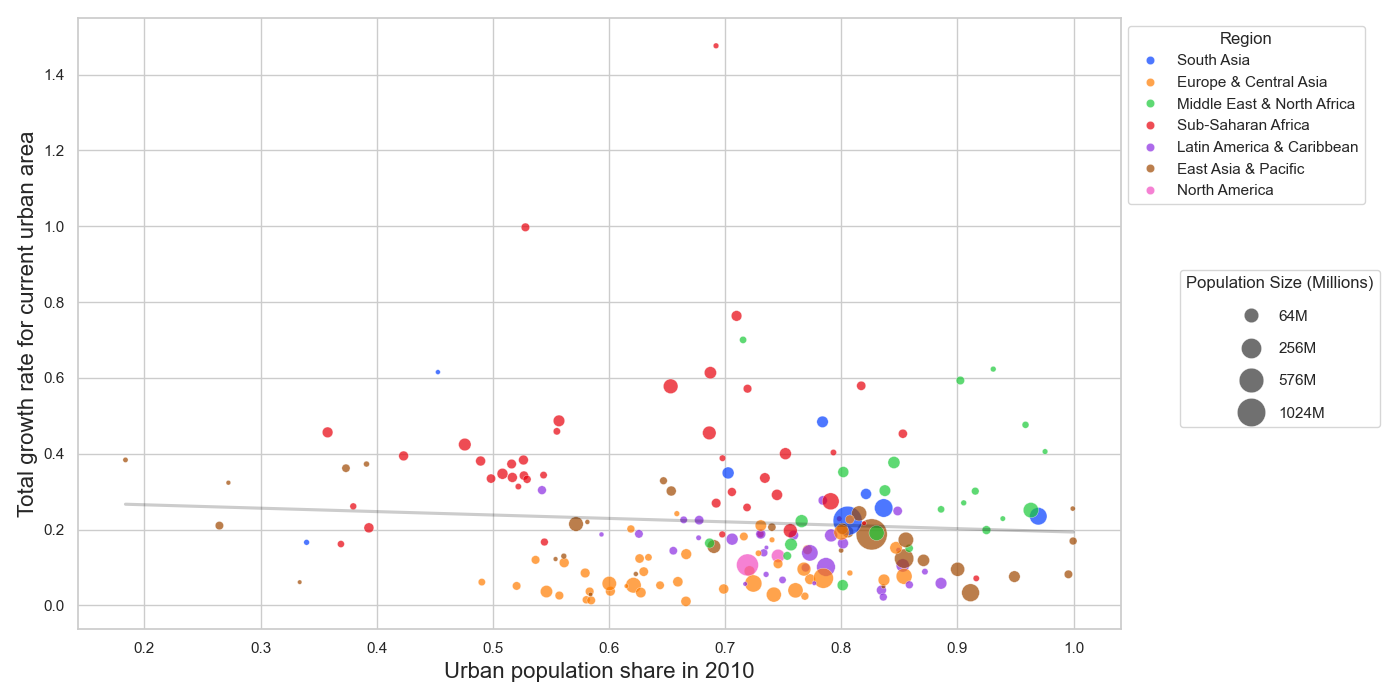 Total growth rate for current urban area
1.4
1.2
1.0
0.8
0.6
0.4
0.2
0.0
0.2 0.3 0.4 0.5 0.6 0.7 0.8 0.9 1.0
Urban population share in 2010
Region
South Asia
Europe & Central Asia
Middle East & North Africa
Sub-Saharan Africa
Latin America & Caribbean
East Asia & Pacific
North America
Population Size (Millions)
64M
256M
576M
1024M